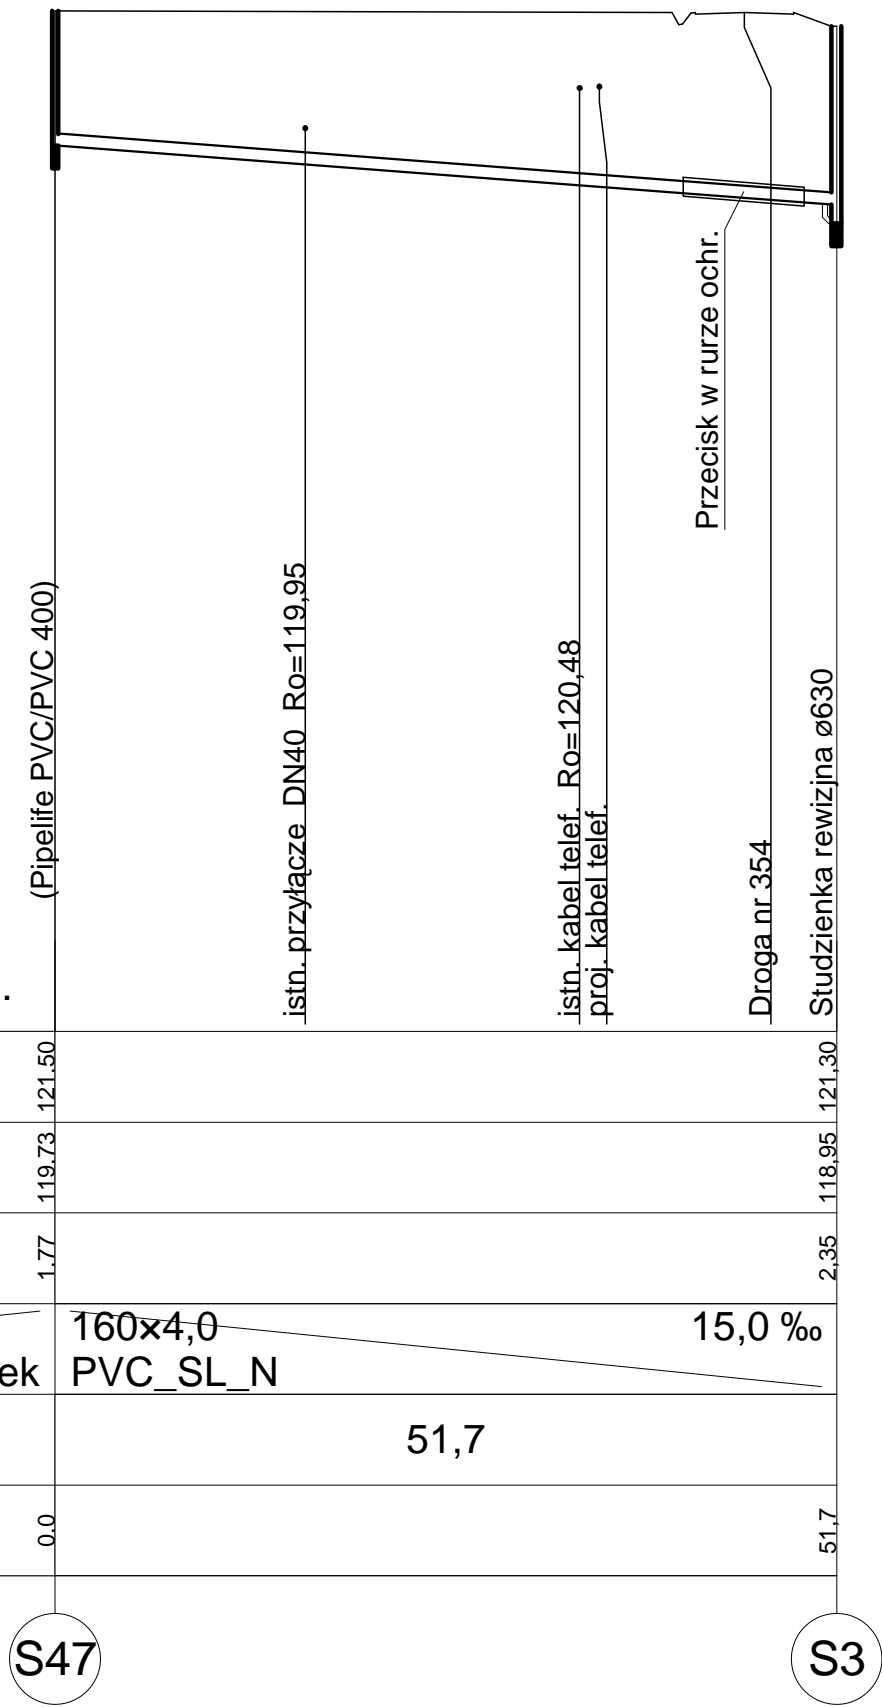 Przecisk w rurze ochr.
(Pipelife PVC/PVC 400)
istn. przyłącze DN40 Ro=119,95
istn. kabel telef. Ro=120,48
proj. kabel telef.
Droga nr 354
Studzienka rewizjna ø630
.
121.50
121,30
119.73
118,95
1.77
2,35
160×4,0
15,0 ‰
ek
PVC_SL_N
51,7
0.0
51,7
S47
S3